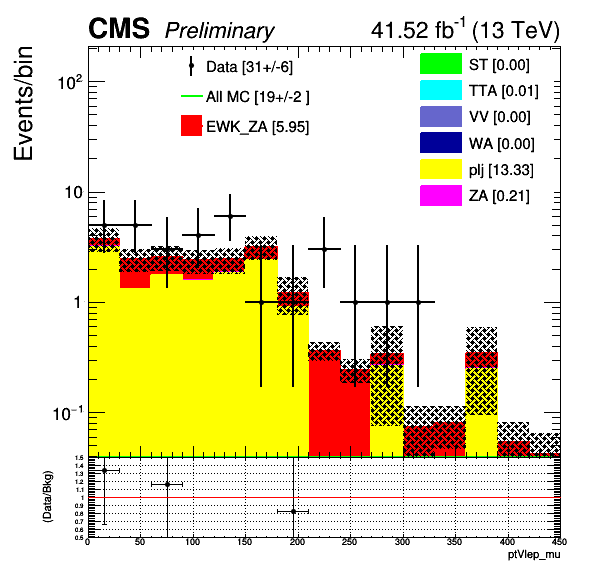 CMS Preliminary 41.52 fb⁻¹ (13 TeV)
Events/bin
10²
10
1
10⁻¹
Data [31+/-6]
All MC [19+/-2 ]
EWK_ZA [5.95]
ST [0.00]
TTA [0.01]
VV [0.00]
WA [0.00]
plj [13.33]
ZA [0.21]
(Data/Bkg)
1.5
1.4
1.3
1.2
1.1
1
0.9
0.8
0.7
0.6
0.5
0 50 100 150 200 250 300 350 400 450
ptVlep_mu